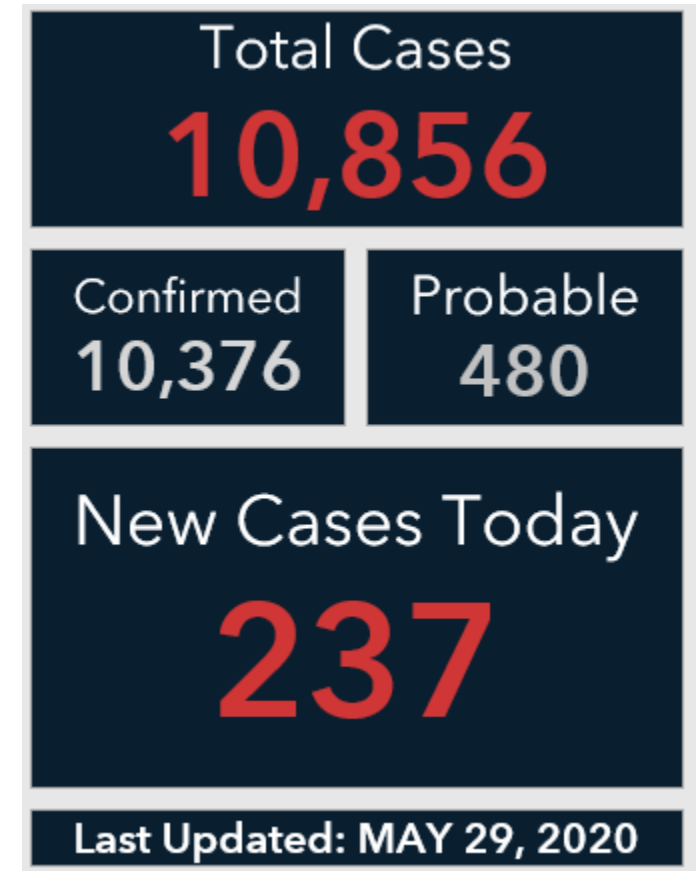 Total Cases
10,856
Confirmed
10,376
Probable
480
New Cases Today
237
Last Updated: MAY 29, 2020